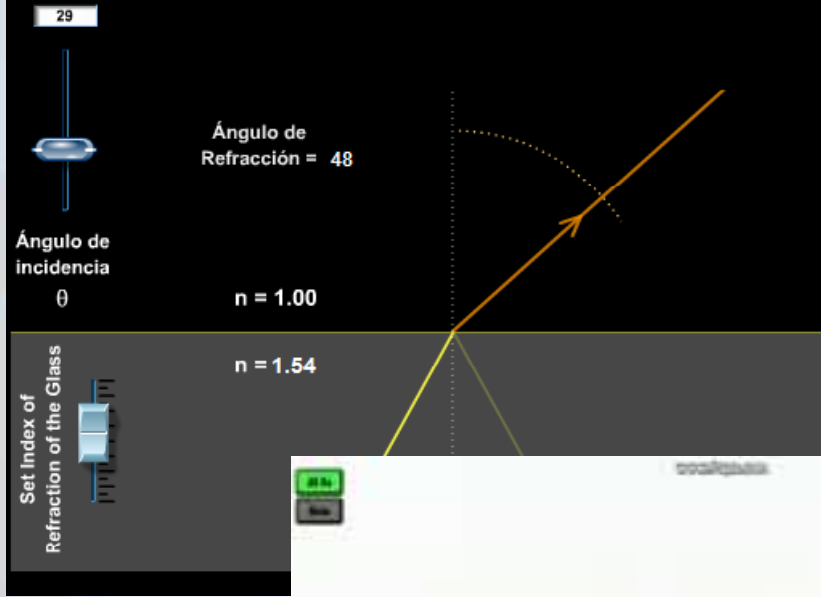 29
Ángulo de
Refracción = 48
Ángulo de
incidencia
θ
n = 1.00
n = 1.54
Set Index of
Refraction of the Glass